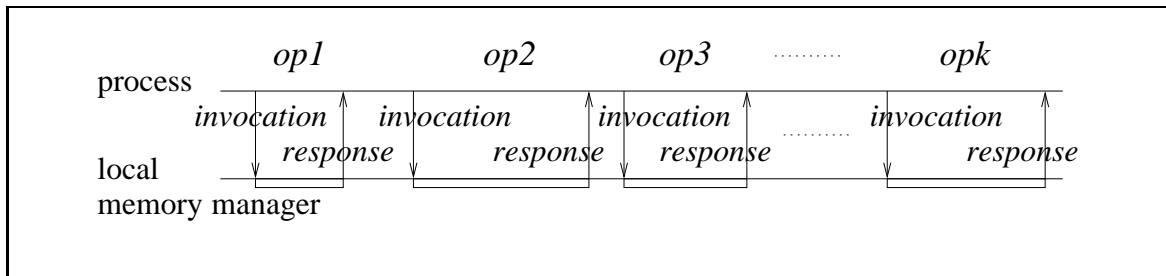 op1 op2 op3 ............ opk
process
invocation invocation invocation ............ invocation
response response response response
local
memory manager